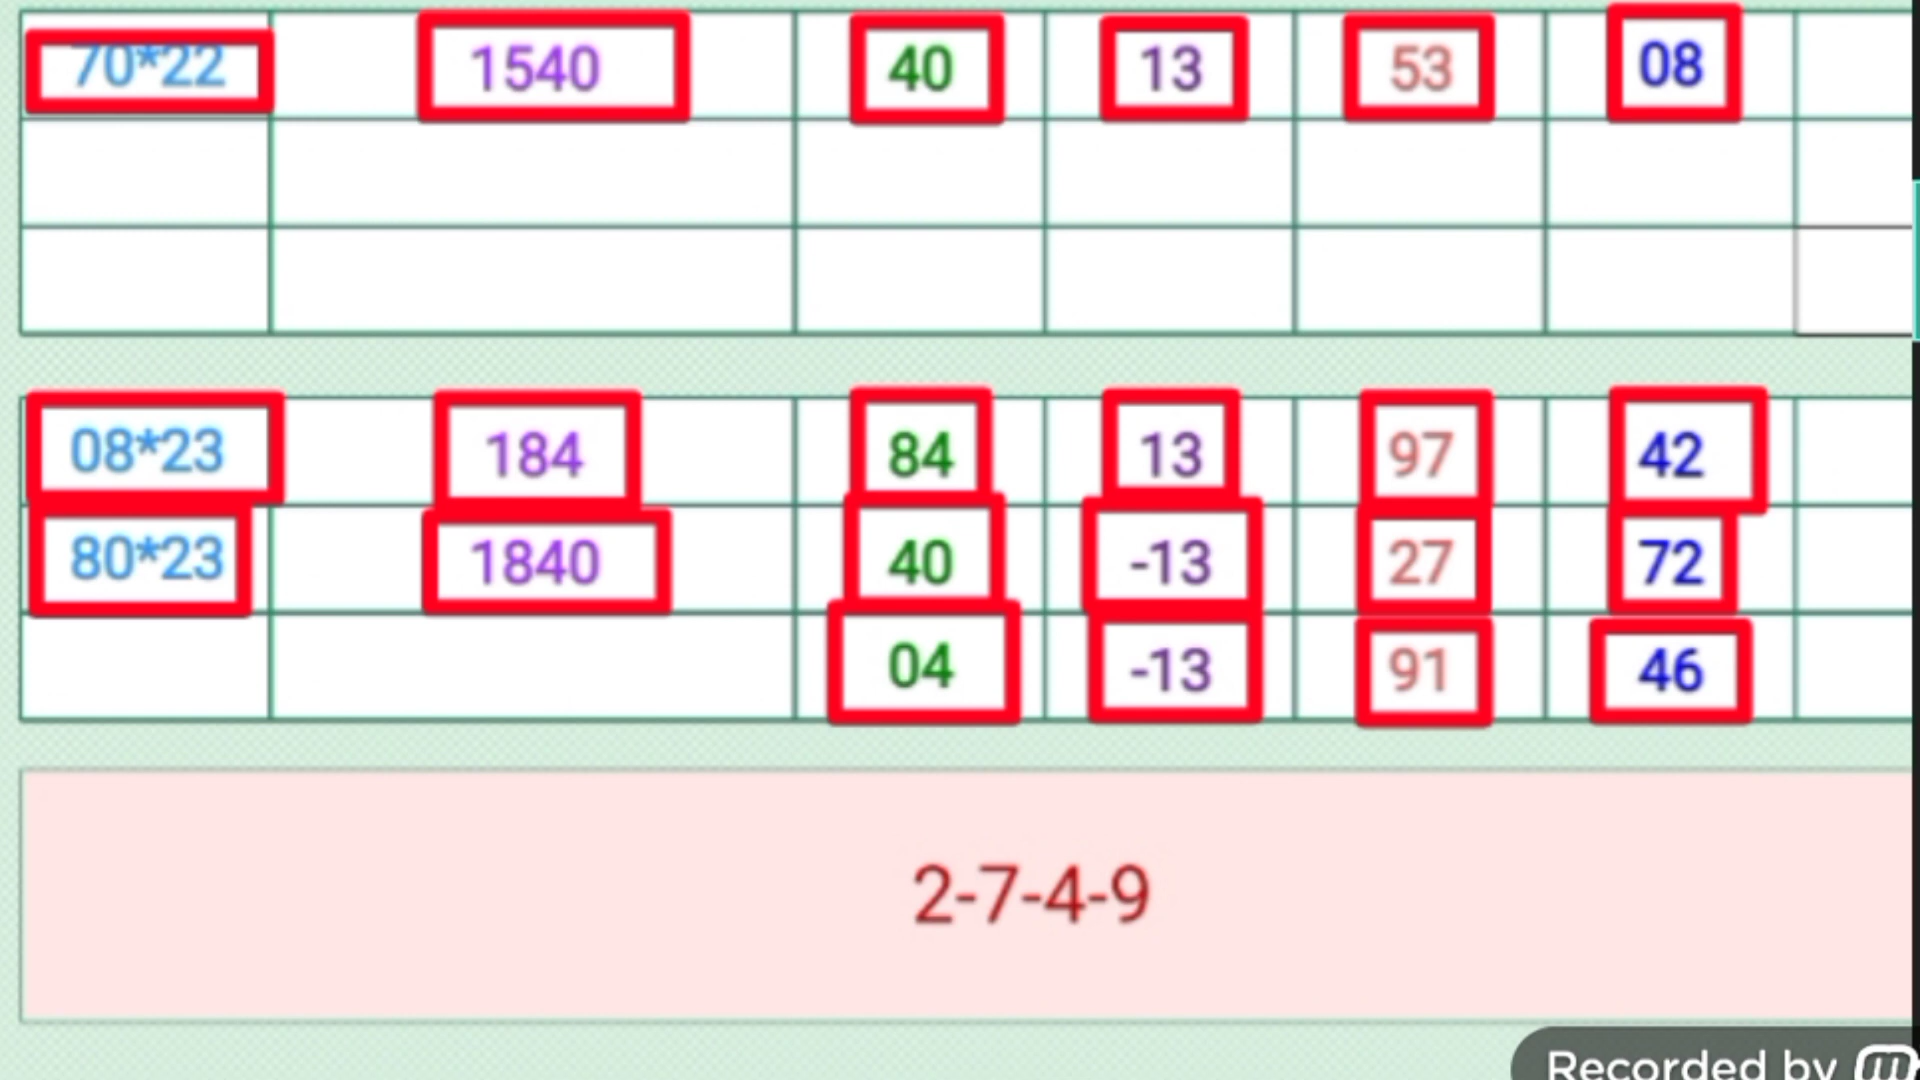 70*22 1540 40 13 53 08
08*23 184 84 13 97 42
80*23 1840 40 -13 27 72
04 -13 91 46
2-7-4-9
Recorded by